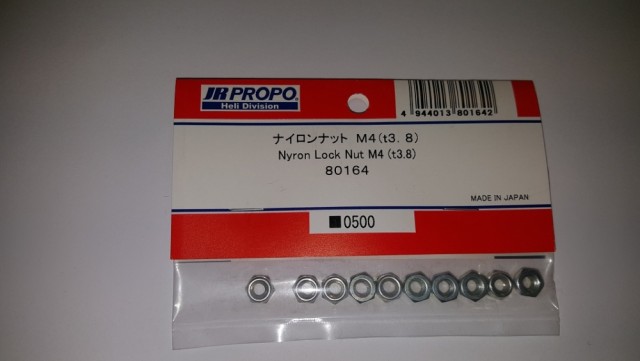 JR PROPO
Heli Division
4 944013 801642
ナイロンナット M4(t3.8)
Nyron Lock Nut M4 (t3.8)
80164
MADE IN JAPAN
■0500